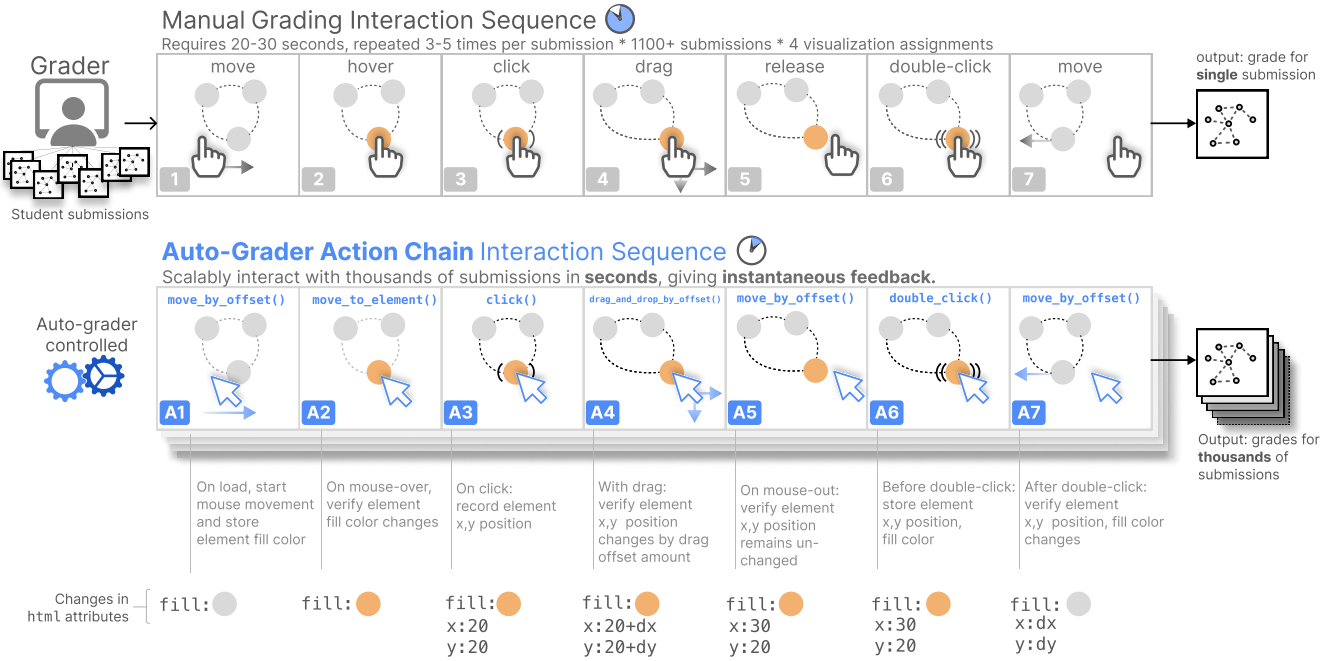 Manual Grading Interaction Sequence
Requires 20-30 seconds, repeated 3-5 times per submission * 1100+ submissions * 4 visualization assignments
Grader
Student submissions
move
hover
click
drag
release
double-click
move
1
2
3
4
5
6
7
output: grade for
single submission
Auto-Grader Action Chain Interaction Sequence
Scalably interact with thousands of submissions in seconds, giving instantaneous feedback.
Auto-grader
controlled
move_by_offset()
move_to_element()
click()
drag_and_drop_by_offset()
move_by_offset()
double_click()
move_by_offset()
A1
A2
A3
A4
A5
A6
A7
Output: grades for
thousands of
submissions
On load, start
mouse movement
and store
element fill color
On mouse-over,
verify element
fill color changes
On click:
record element
x,y position
With drag:
verify element
x,y position
changes by drag
offset amount
On mouse-out:
verify element
x,y position
remains un-
changed
Before double-click:
store element
x,y position,
fill color
After double-click:
verify element
x,y position, fill color
changes
Changes in
html attributes
fill:
fill:
fill:
x:20
y:20
fill:
x:20+dx
y:20+dy
fill:
x:30
y:20
fill:
x:30
y:20
fill:
x:dx
y:dy